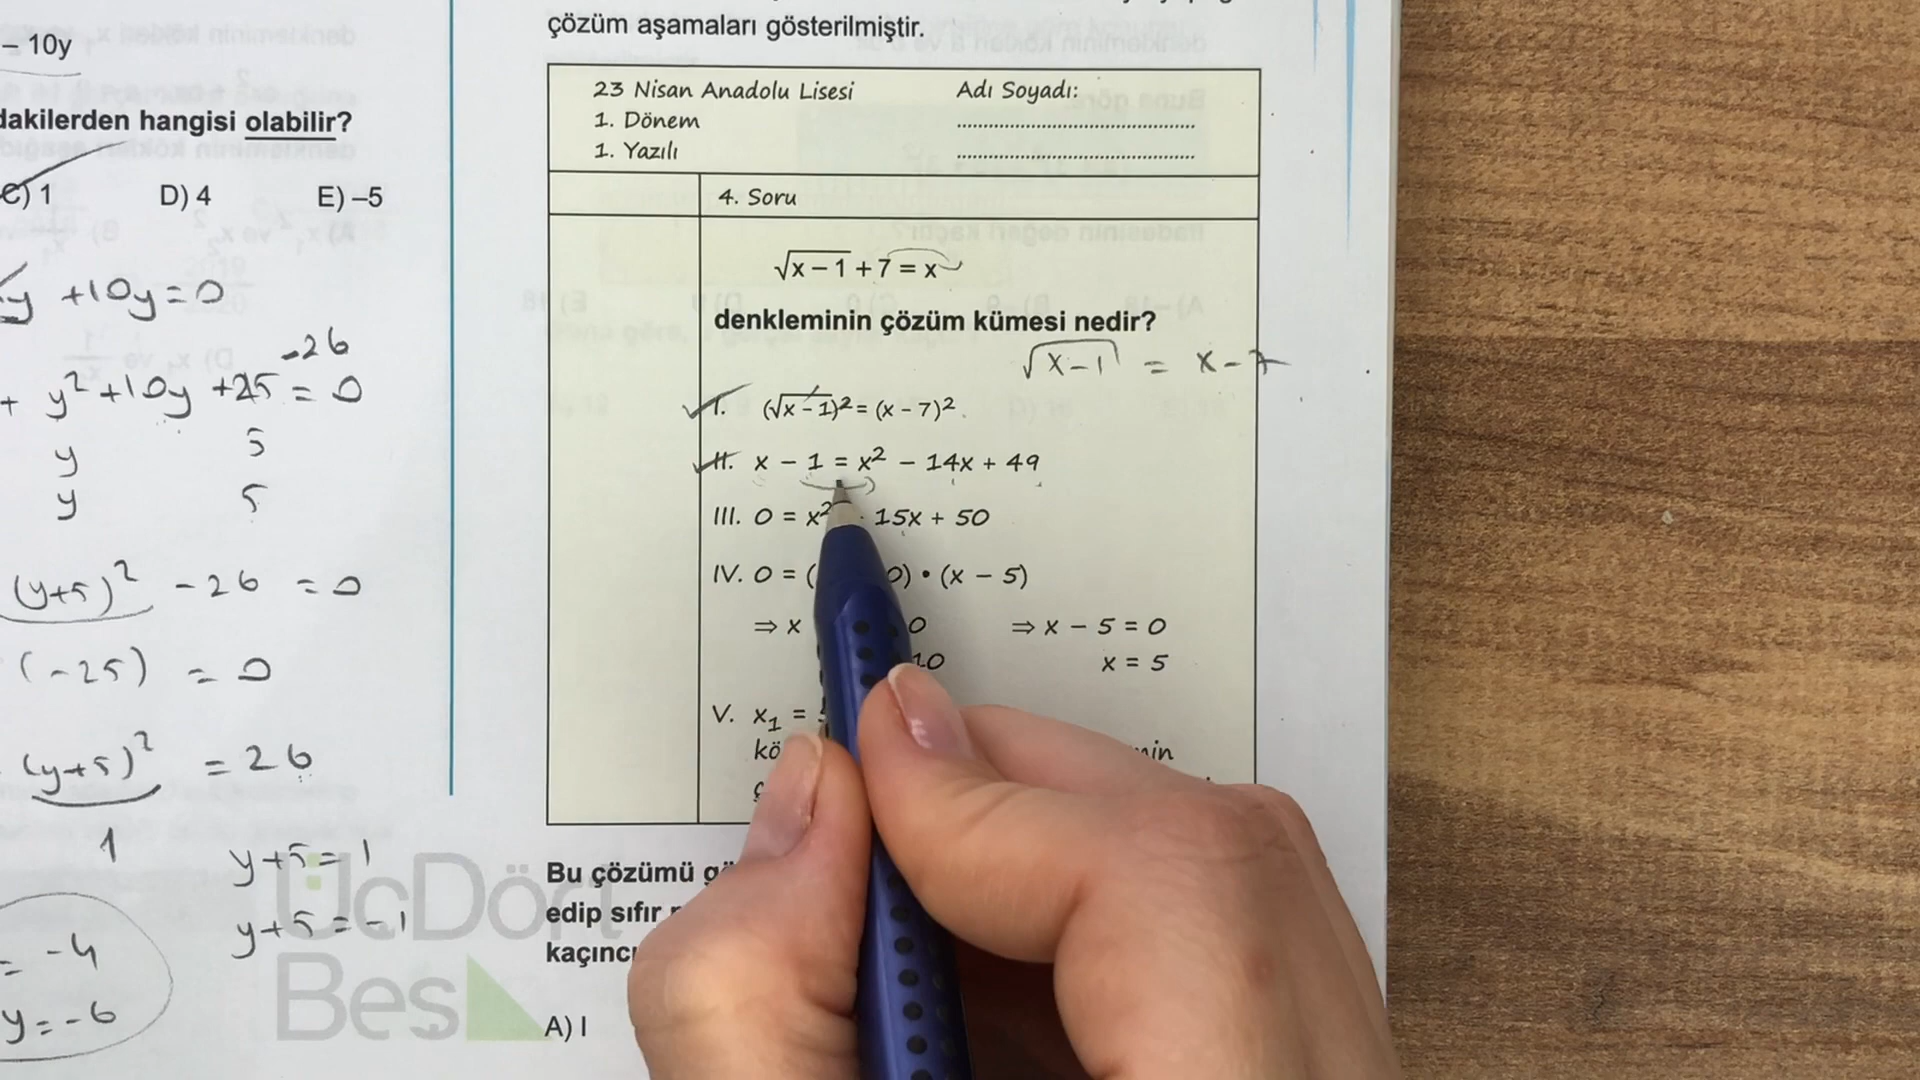 – 10y
dakilerden hangisi olabilir?
C) 1 D) 4 E) –5
y +10y = 0
-26
+ y² +10y +25 = 0
y 5
y 5
(y+5)² - 26 = 0
(-25) = 0
(y+5)² = 26
1
y+5 = 1
y+5 = -1
= -4
y = -6
çözüm aşamaları gösterilmiştir.
23 Nisan Anadolu Lisesi Adı Soyadı:
1. Dönem
1. Yazılı
4. Soru
√x – 1 + 7 = x
denkleminin çözüm kümesi nedir?
√x-1 = x-7
I. (√x - 1)² = (x - 7)²
II. x – 1 = x² – 14x + 49
III. 0 = x² 15x + 50
IV. 0 = ( 0) • (x – 5)
⇒ x 0 ⇒ x – 5 = 0
10 x = 5
V. x₁ =
Bu çözümü
edip sıfır
A) I
ÜçDört
Beş